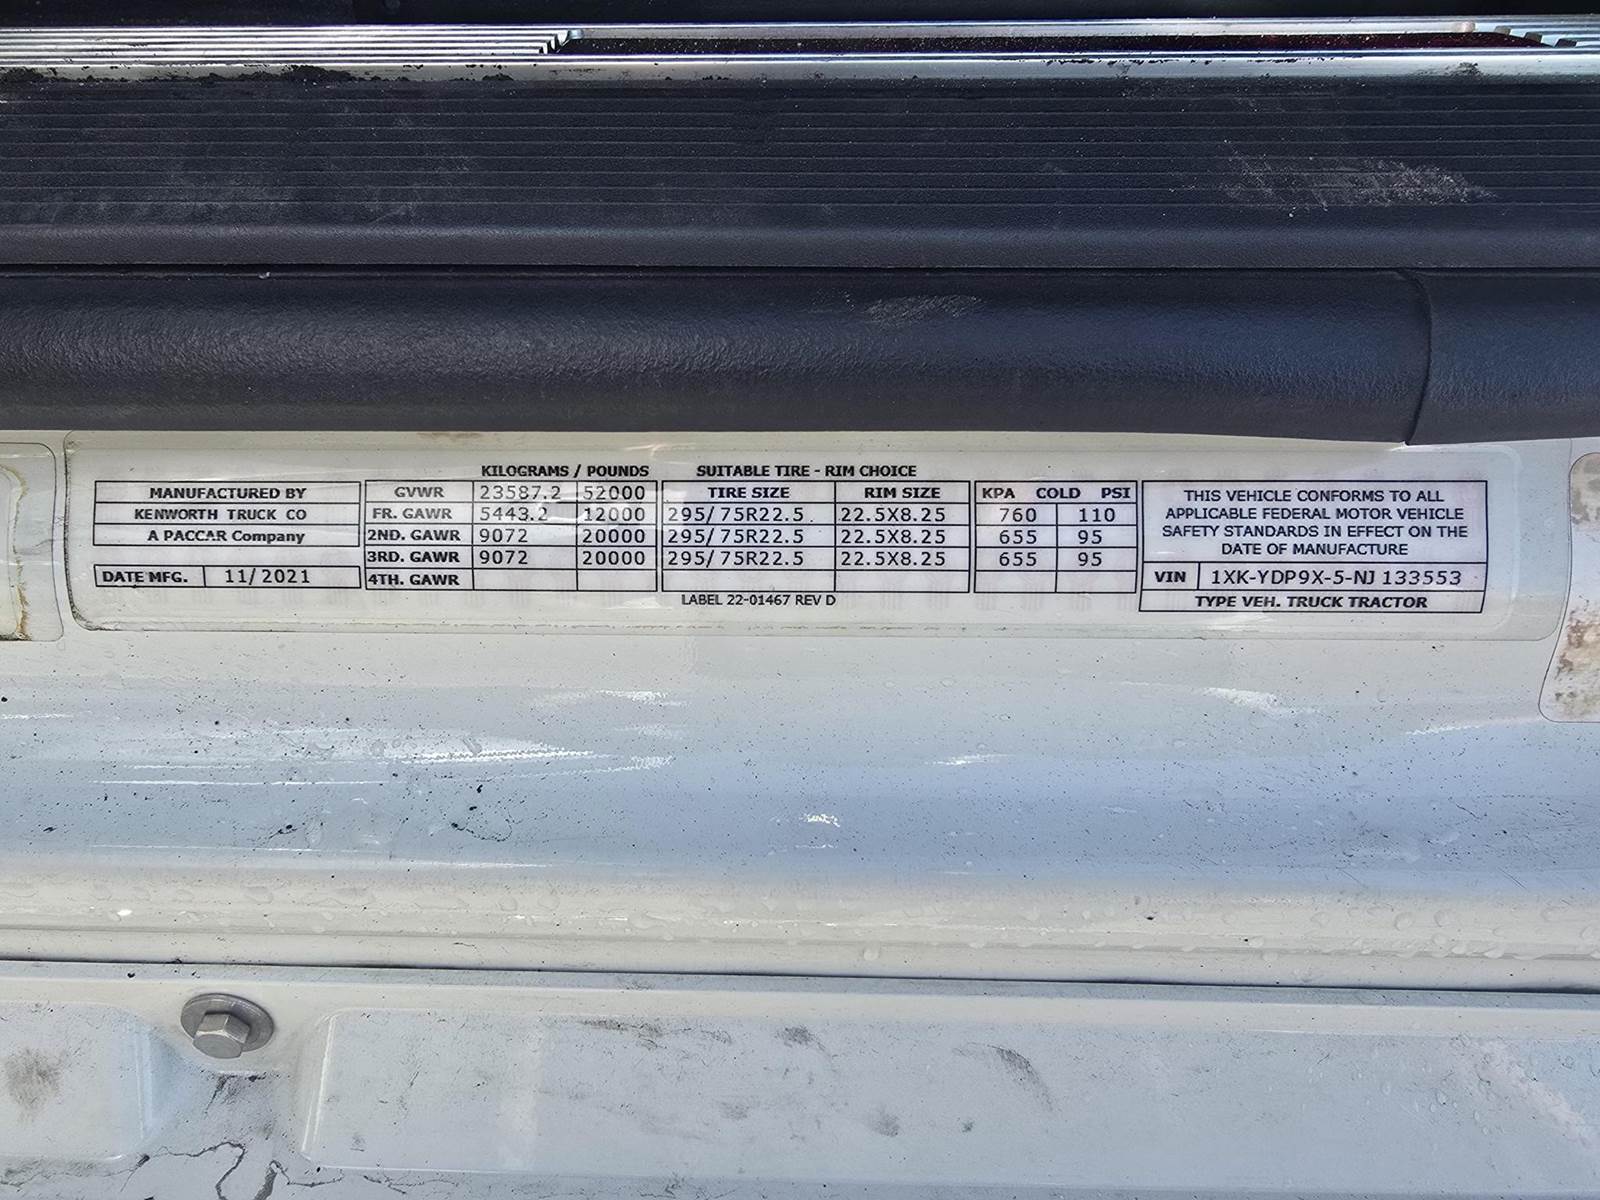 KILOGRAMS / POUNDS SUITABLE TIRE - RIM CHOICE
MANUFACTURED BY
KENWORTH TRUCK CO
A PACCAR Company
DATE MFG. 11/2021
GVWR 23587.2 52000
FR. GAWR 5443.2 12000
2ND. GAWR 9072 20000
3RD. GAWR 9072 20000
4TH. GAWR
TIRE SIZE RIM SIZE
295/75R22.5 22.5X8.25
295/75R22.5 22.5X8.25
295/75R22.5 22.5X8.25
LABEL 22-01467 REV D
KPA COLD PSI
760 110
655 95
655 95
THIS VEHICLE CONFORMS TO ALL
APPLICABLE FEDERAL MOTOR VEHICLE
SAFETY STANDARDS IN EFFECT ON THE
DATE OF MANUFACTURE
VIN 1XK-YDP9X-5-NJ 133553
TYPE VEH. TRUCK TRACTOR